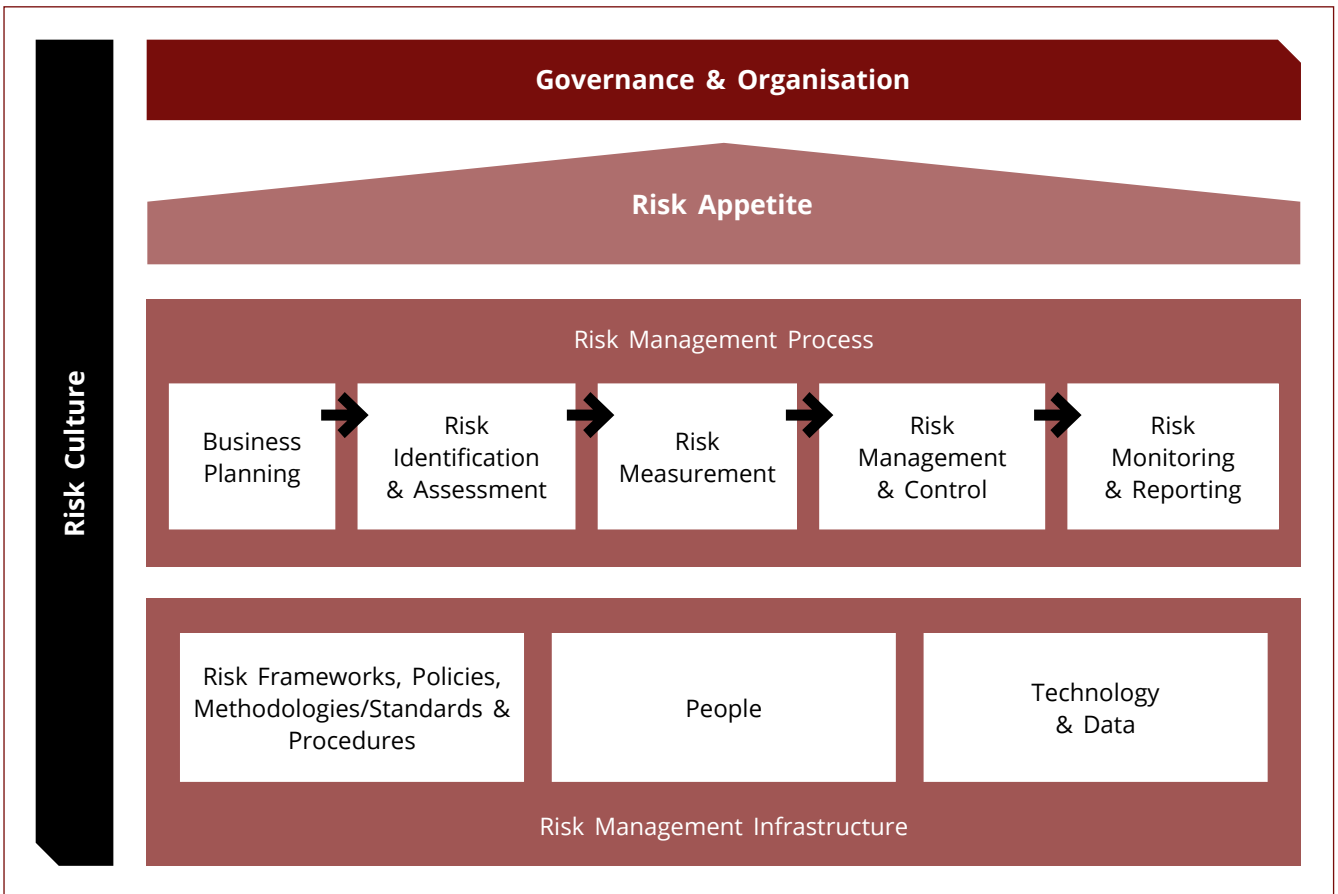 Risk Culture
Governance & Organisation
Risk Appetite
Risk Management Process
Business
Planning
Risk
Identification
& Assessment
Risk
Measurement
Risk
Management
& Control
Risk
Monitoring
& Reporting
Risk Frameworks, Policies,
Methodologies/Standards &
Procedures
People
Technology
& Data
Risk Management Infrastructure